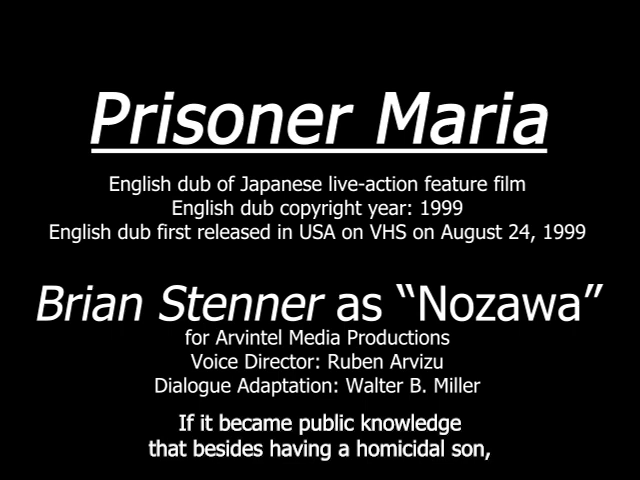 Prisoner Maria
English dub of Japanese live-action feature film
English dub copyright year: 1999
English dub first released in USA on VHS on August 24, 1999
Brian Stenner as “Nozawa”
for Arvintel Media Productions
Voice Director: Ruben Arvizu
Dialogue Adaptation: Walter B. Miller
If it became public knowledge
that besides having a homicidal son,